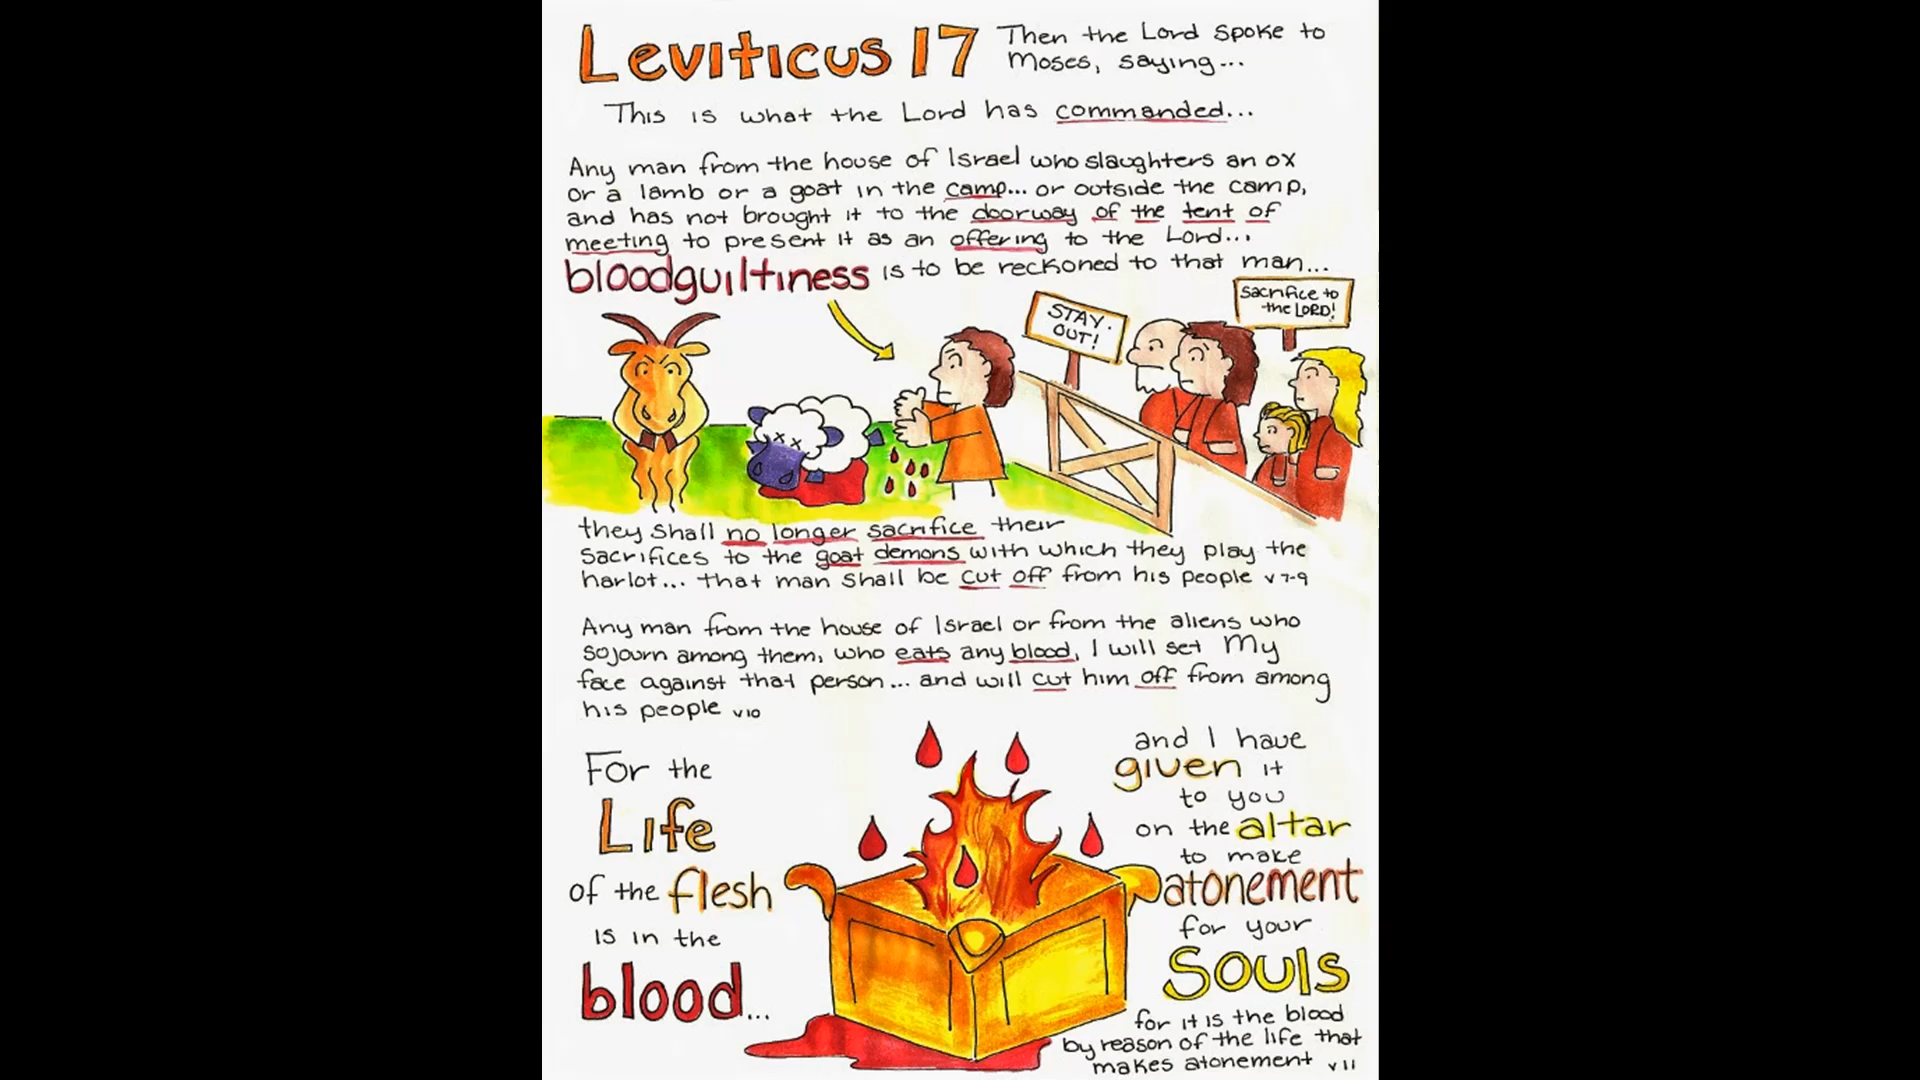 Leviticus 17
Then the Lord spoke to
Moses, saying...
This is what the Lord has commanded...
Any man from the house of Israel who slaughters an ox
or a lamb or a goat in the camp... or outside the camp,
and has not brought it to the doorway of the tent of
meeting to present it as an offering to the Lord...
bloodguiltiness is to be reckoned to that man...
STAY
OUT!
Sacrifice to
the LORD!
they shall no longer sacrifice their
sacrifices to the goat demons with which they play the
harlot... that man shall be cut off from his people v 7-9
Any man from the house of Israel or from the aliens who
sojourn among them, who eats any blood, I will set My
face against that person... and will cut him off from among
his people v10
For the
Life
of the flesh
is in the
blood...
and I have
given it
to you
on the altar
to make
atonement
for your
Souls
for it is the blood
by reason of the life that
makes atonement v11